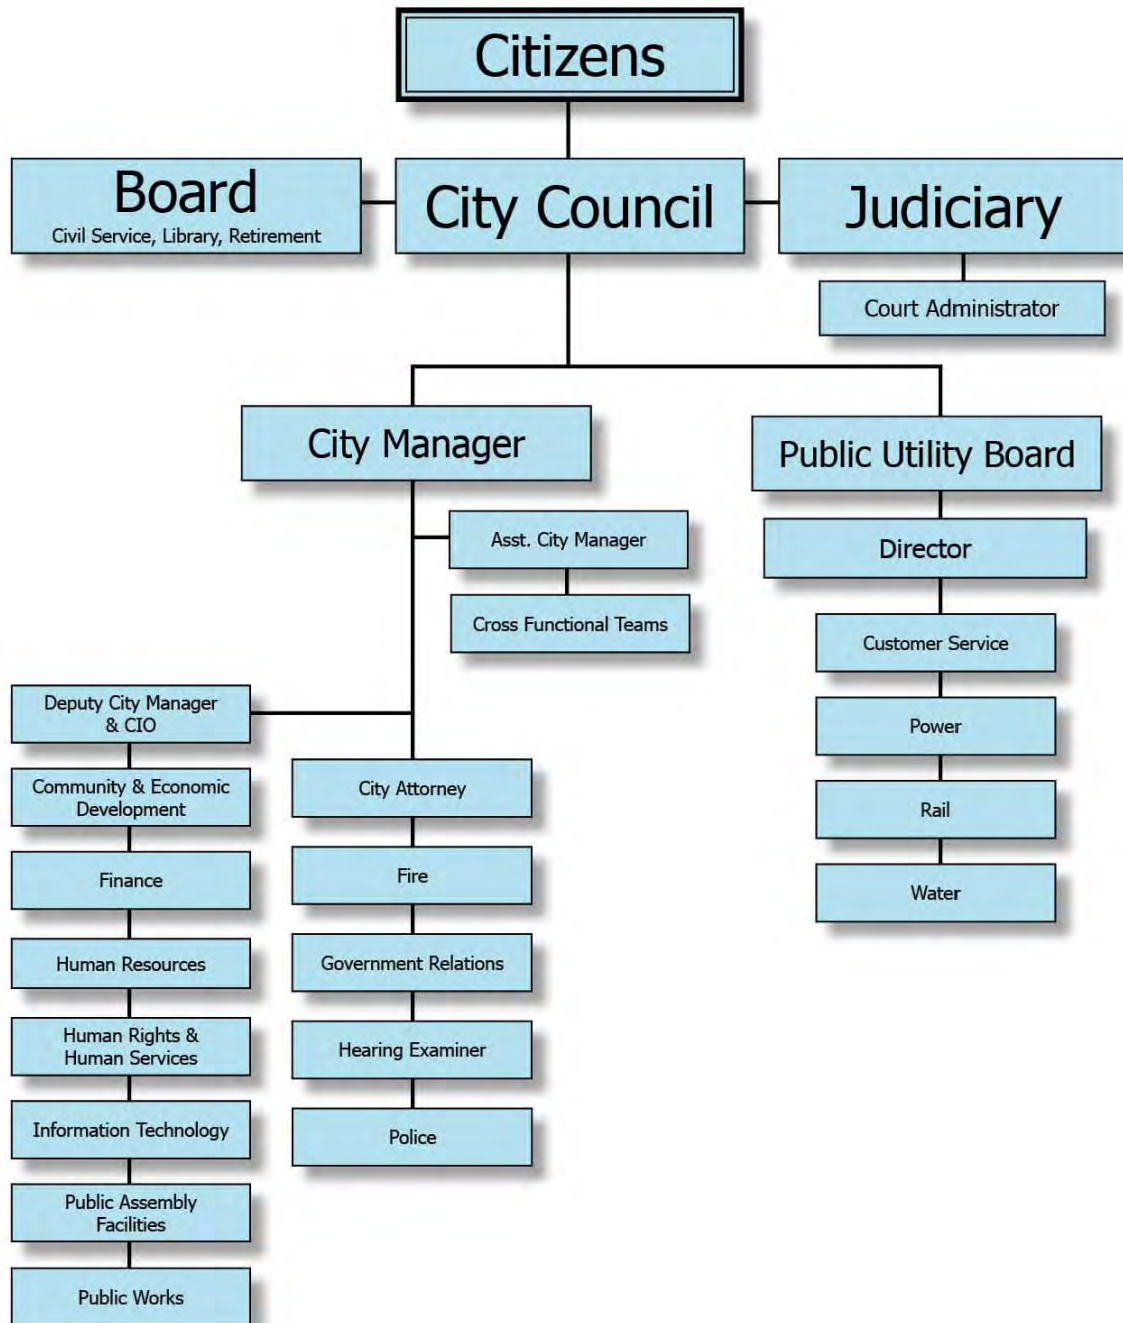 Citizens
Board
Civil Service, Library, Retirement
City Council
Judiciary
Court Administrator
City Manager
Public Utility Board
Asst. City Manager
Cross Functional Teams
Director
Customer Service
Power
Rail
Water
Deputy City Manager
& CIO
Community & Economic
Development
Finance
Human Resources
Human Rights &
Human Services
Information Technology
Public Assembly
Facilities
Public Works
City Attorney
Fire
Government Relations
Hearing Examiner
Police